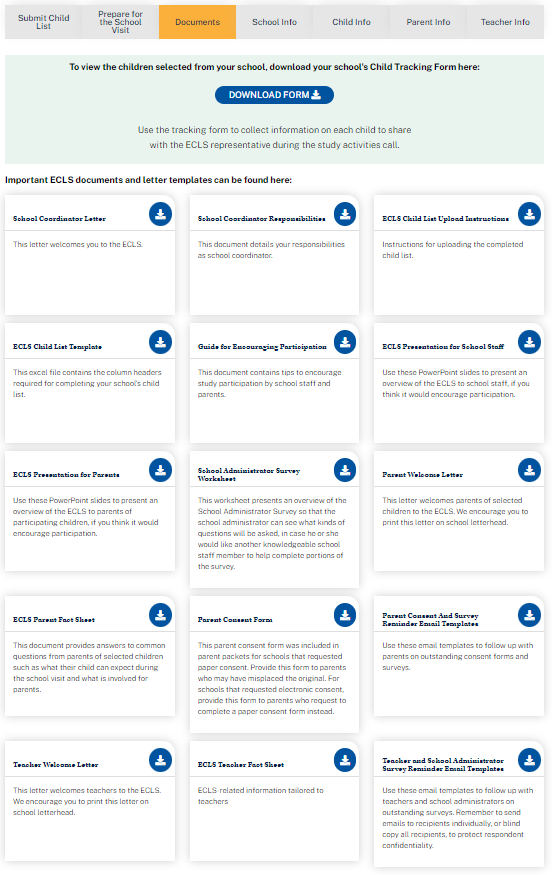 Submit Child
List
Prepare for
the School
Visit
Documents
School Info
Child Info
Parent Info
Teacher Info
To view the children selected from your school, download your school's Child Tracking Form here:
DOWNLOAD FORM
Use the tracking form to collect information on each child to share
with the ECLS representative during the study activities call.
Important ECLS documents and letter templates can be found here:
School Coordinator Letter
This letter welcomes you to the ECLS.
School Coordinator Responsibilities
This document details your responsibilities
as school coordinator.
ECLS Child List Upload Instructions
Instructions for uploading the completed
child list.
ECLS Child List Template
This excel file contains the column headers
required for completing your school's child
list.
Guide for Encouraging Participation
This document contains tips to encourage
study participation by school staff and
parents.
ECLS Presentation for School Staff
Use these PowerPoint slides to present an
overview of the ECLS to school staff, if you
think it would encourage participation.
ECLS Presentation for Parents
Use these PowerPoint slides to present an
overview of the ECLS to parents of
participating children, if you think it would
encourage participation.
School Administrator Survey
Worksheet
This worksheet presents an overview of the
School Administrator Survey so that the
school administrator can see what kinds of
questions will be asked, in case he or she
would like another knowledgeable school
staff member to help complete portions of
the survey.
Parent Welcome Letter
This letter welcomes parents of selected
children to the ECLS. We encourage you to
print this letter on school letterhead.
ECLS Parent Fact Sheet
This document provides answers to common
questions from parents of selected children
such as what their child can expect during
the school visit and what is involved for
parents.
Parent Consent Form
This parent consent form was included in
parent packets for schools that requested
paper consent. Provide this form to parents
who may have misplaced the original. For
schools that requested electronic consent,
provide this form to parents who request to
complete a paper consent form instead.
Parent Consent And Survey
Reminder Email Templates
Use these email templates to follow up with
parents on outstanding consent forms and
surveys.
Teacher Welcome Letter
This letter welcomes teachers to the ECLS.
We encourage you to print this letter on
school letterhead.
ECLS Teacher Fact Sheet
ECLS-related information tailored to
teachers
Teacher and School Administrator
Survey Reminder Email Templates
Use these email templates to follow up with
teachers and school administrators on
outstanding surveys. Remember to send
emails to recipients individually, or blind
copy all recipients, to protect respondent
confidentiality.